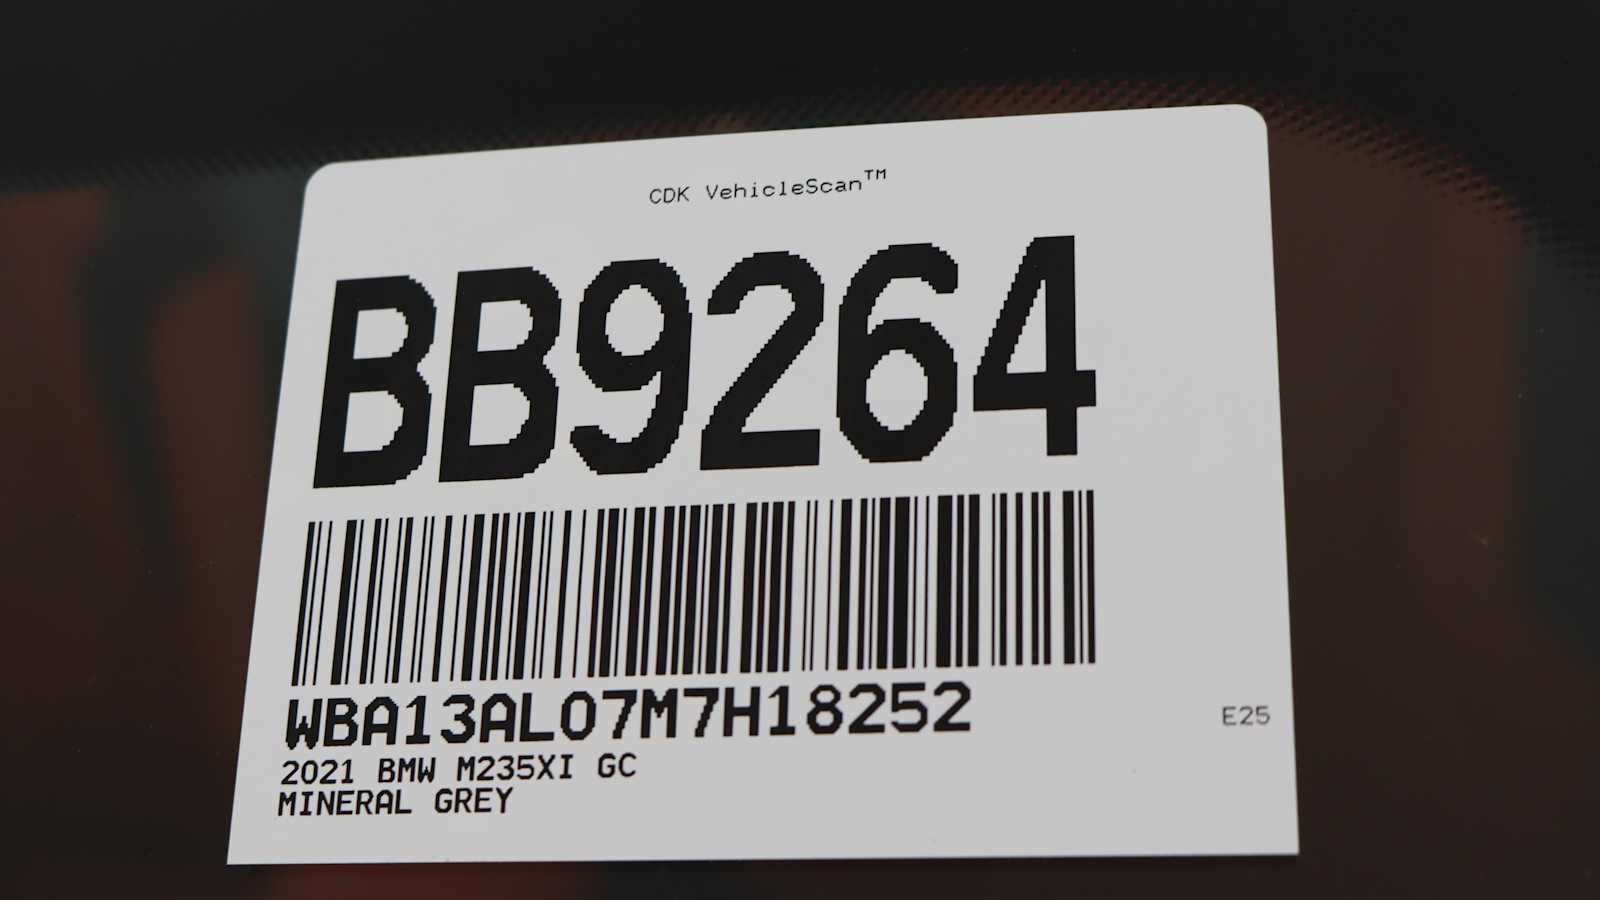 CDK VehicleScan™
BB9264
WBA13AL07M7H18252
E25
2021 BMW M235XI GC
MINERAL GREY